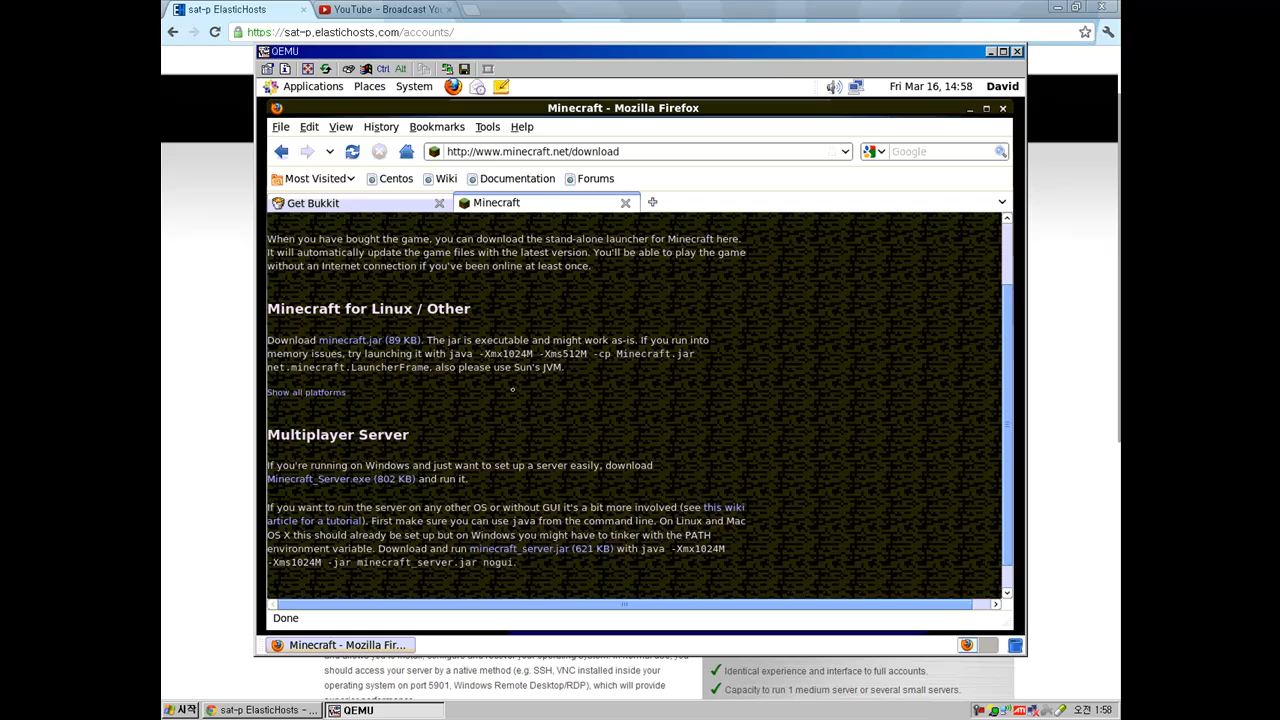 sat-p ElasticHosts
YouTube - Broadcast You
https://sat-p.elastichosts.com/accounts/
QEMU
Ctrl Alt
Applications Places System
Fri Mar 16, 14:58 David
Minecraft - Mozilla Firefox
File Edit View History Bookmarks Tools Help
http://www.minecraft.net/download
Google
Most Visited Centos Wiki Documentation Forums
Get Bukkit
Minecraft
When you have bought the game, you can download the stand-alone launcher for Minecraft here.
It will automatically update the game files with the latest version. You'll be able to play the game
without an Internet connection if you've been online at least once.
Minecraft for Linux / Other
Download minecraft.jar (89 KB). The jar is executable and might work as-is. If you run into
memory issues, try launching it with java -Xmx1024M -Xms512M -cp Minecraft.jar
net.minecraft.LauncherFrame, also please use Sun's JVM.
Show all platforms
Multiplayer Server
If you're running on Windows and just want to set up a server easily, download
Minecraft_Server.exe (802 KB) and run it.
If you want to run the server on any other OS or without GUI it's a bit more involved (see this wiki
article for a tutorial). First make sure you can use java from the command line. On Linux and Mac
OS X this should already be set up but on Windows you might have to tinker with the PATH
environment variable. Download and run minecraft_server.jar (621 KB) with java -Xmx1024M
-Xms1024M -jar minecraft_server.jar nogui.
Done
Minecraft - Mozilla Fir...
should access your server by a native method (e.g. SSH, VNC installed inside your
operating system on port 5901, Windows Remote Desktop/RDP), which will provide
Identical experience and interface to full accounts.
Capacity to run 1 medium server or several small servers.
시작
sat-p ElasticHosts - ...
QEMU
오전 1:58